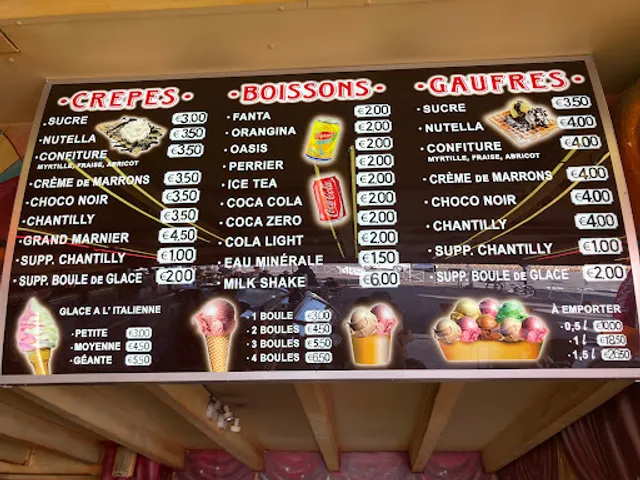 ·CREPES·
·SUCRE €3.00
·NUTELLA €3.50
·CONFITURE €3.50
MYRTILLE, FRAISE, ABRICOT
·CRÈME DE MARRONS €3.50
·CHOCO NOIR €3.50
·CHANTILLY €3.50
·GRAND MARNIER €4.50
·SUPP. CHANTILLY €1.00
·SUPP. BOULE DE GLACE €2.00
·BOISSONS·
·FANTA €2.00
·ORANGINA €2.00
·OASIS €2.00
·PERRIER €2.00
·ICE TEA €2.00
·COCA COLA €2.00
·COCA ZERO €2.00
·COLA LIGHT €2.00
·EAU MINÉRALE €1.50
·MILK SHAKE €6.00
Lipton
Coca-Cola
·GAUFRES·
·SUCRE €3.50
·NUTELLA €4.00
·CONFITURE €4.00
MYRTILLE, FRAISE, ABRICOT
·CRÈME DE MARRONS €4.00
·CHOCO NOIR €4.00
·CHANTILLY €4.00
·SUPP. CHANTILLY €1.00
·SUPP. BOULE DE GLACE €2.00
GLACE A L' ITALIENNE
·PETITE €3.00
·MOYENNE €4.50
·GÉANTE €5.50
·1 BOULE €3.00
·2 BOULES €4.50
·3 BOULES €5.50
·4 BOULES €6.50
À EMPORTER
·0,5 l €10.00
·1 l €18.50
·1,5 l €26.50